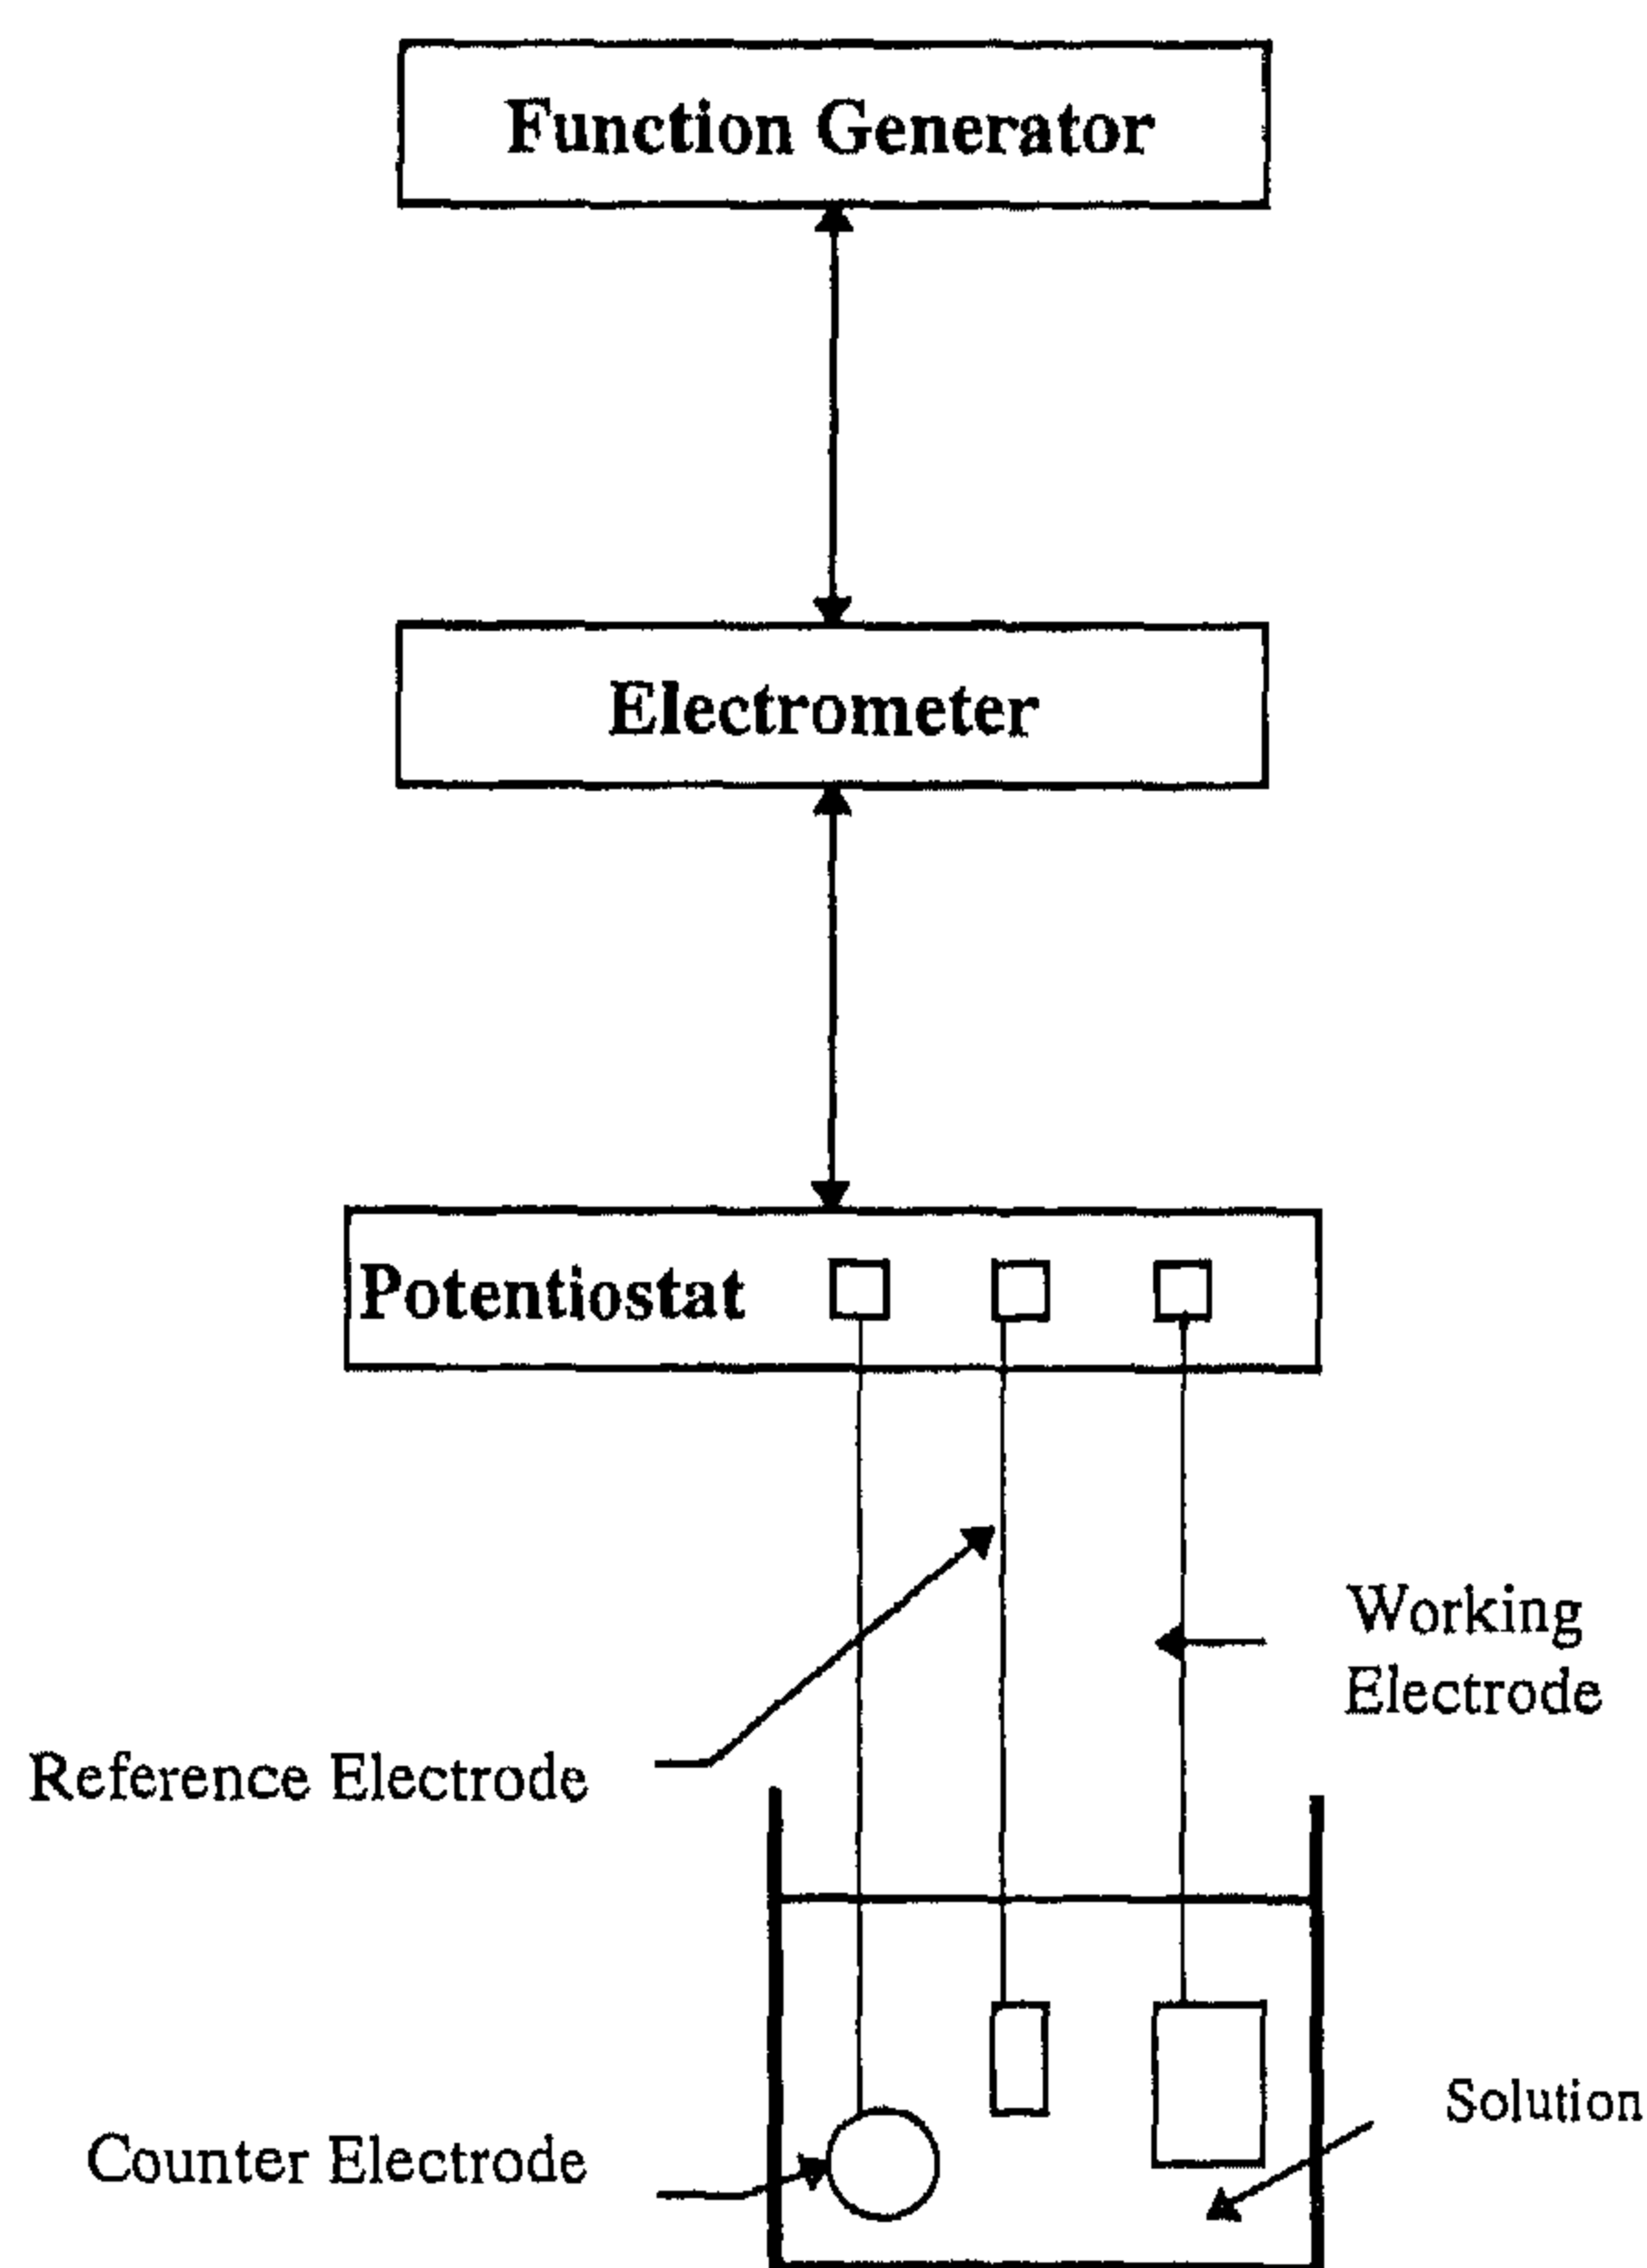 Function Generator
Electrometer
Potentiostat
Working
Electrode
Reference Electrode
Solution
Counter Electrode